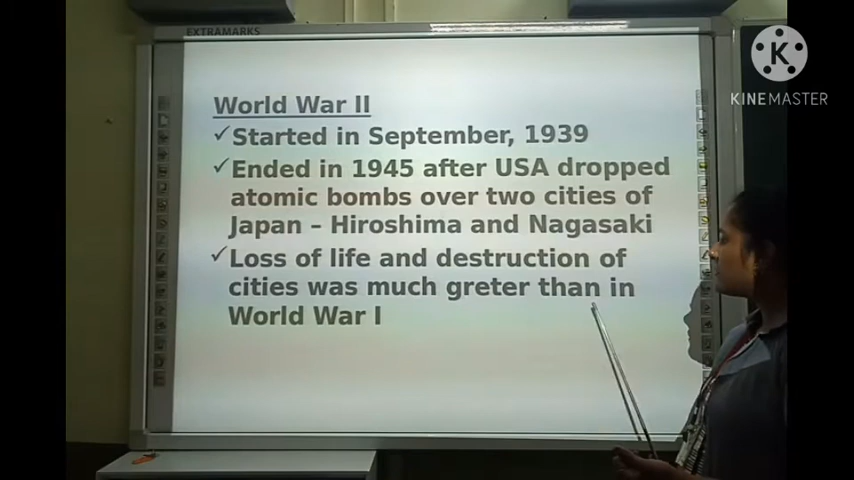 EXTRAMARKS
K
KINEMASTER
World War II
✓Started in September, 1939
✓Ended in 1945 after USA dropped
atomic bombs over two cities of
Japan – Hiroshima and Nagasaki
✓Loss of life and destruction of
cities was much greter than in
World War I